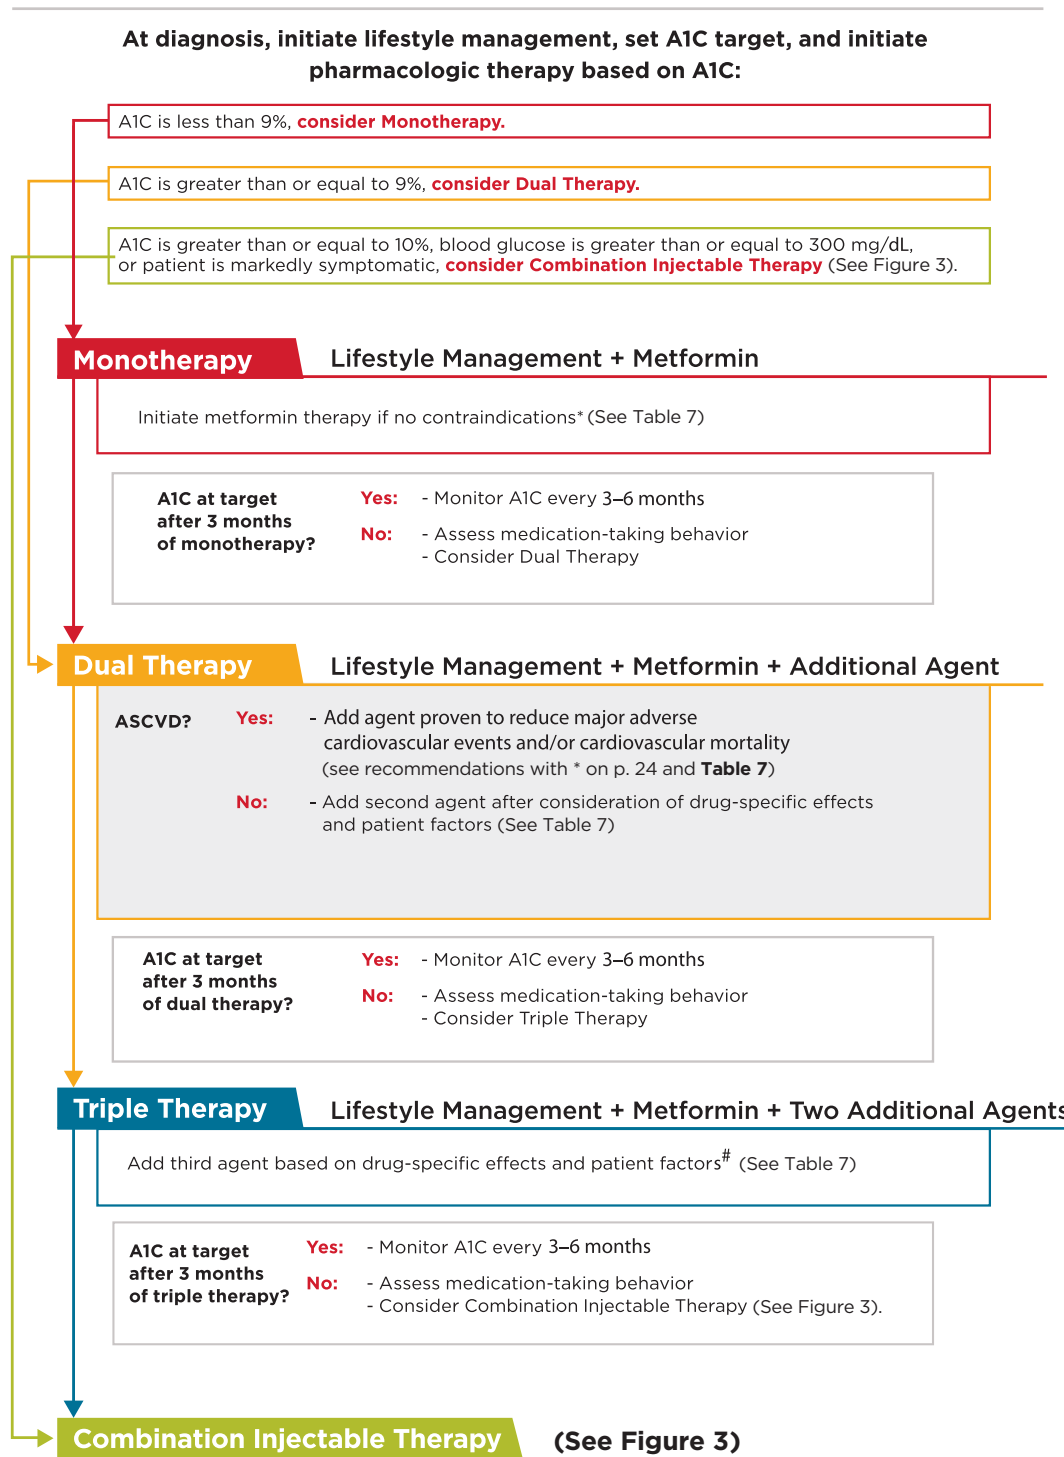 At diagnosis, initiate lifestyle management, set A1C target, and initiate
pharmacologic therapy based on A1C:
A1C is less than 9%, consider Monotherapy.
A1C is greater than or equal to 9%, consider Dual Therapy.
A1C is greater than or equal to 10%, blood glucose is greater than or equal to 300 mg/dL,
or patient is markedly symptomatic, consider Combination Injectable Therapy (See Figure 3).
Monotherapy Lifestyle Management + Metformin
Initiate metformin therapy if no contraindications* (See Table 7)
A1C at target
after 3 months
of monotherapy?
Yes: - Monitor A1C every 3–6 months
No: - Assess medication-taking behavior
- Consider Dual Therapy
Dual Therapy Lifestyle Management + Metformin + Additional Agent
ASCVD? Yes: - Add agent proven to reduce major adverse
cardiovascular events and/or cardiovascular mortality
(see recommendations with * on p. 24 and Table 7)
No: - Add second agent after consideration of drug-specific effects
and patient factors (See Table 7)
A1C at target
after 3 months
of dual therapy?
Yes: - Monitor A1C every 3–6 months
No: - Assess medication-taking behavior
- Consider Triple Therapy
Triple Therapy Lifestyle Management + Metformin + Two Additional Agents
Add third agent based on drug-specific effects and patient factors# (See Table 7)
A1C at target
after 3 months
of triple therapy?
Yes: - Monitor A1C every 3–6 months
No: - Assess medication-taking behavior
- Consider Combination Injectable Therapy (See Figure 3).
Combination Injectable Therapy (See Figure 3)